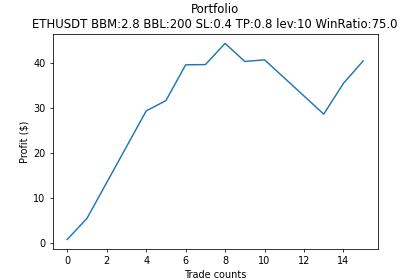 Portfolio
ETHUSDT BBM:2.8 BBL:200 SL:0.4 TP:0.8 lev:10 WinRatio:75.0
40
30
20
10
0
Profit ($)
0 2 4 6 8 10 12 14
Trade counts